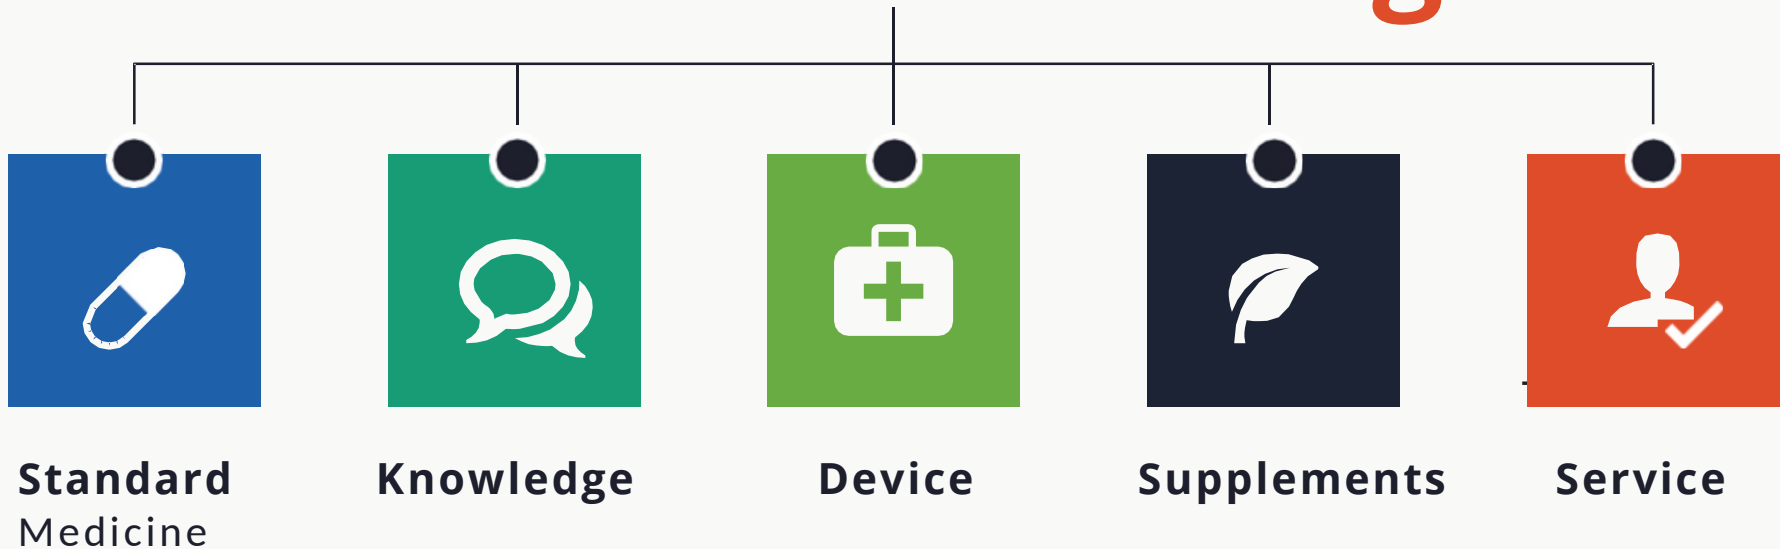 g
Standard
Medicine
Knowledge
Device
Supplements
Service